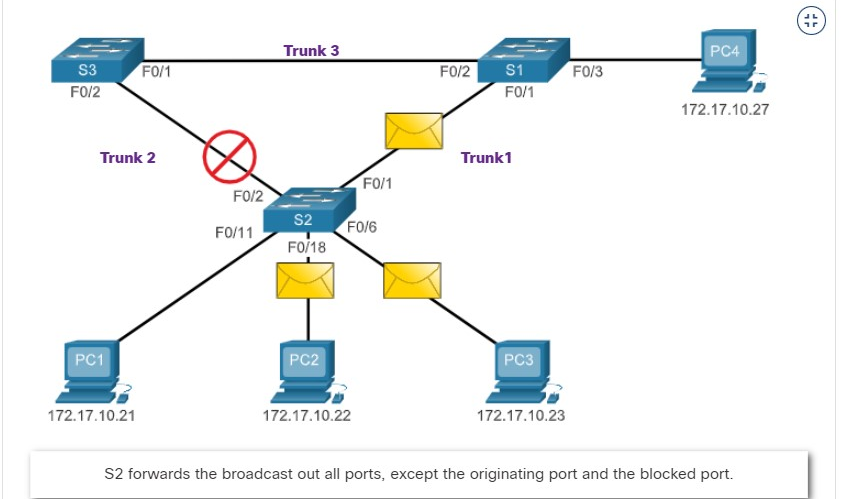 Trunk 3
PC4
S3
F0/1
F0/2
S1
F0/3
F0/2
F0/1
172.17.10.27
Trunk 2
Trunk1
F0/2
F0/1
S2
F0/11
F0/6
F0/18
PC1
PC2
PC3
172.17.10.21
172.17.10.22
172.17.10.23
S2 forwards the broadcast out all ports, except the originating port and the blocked port.